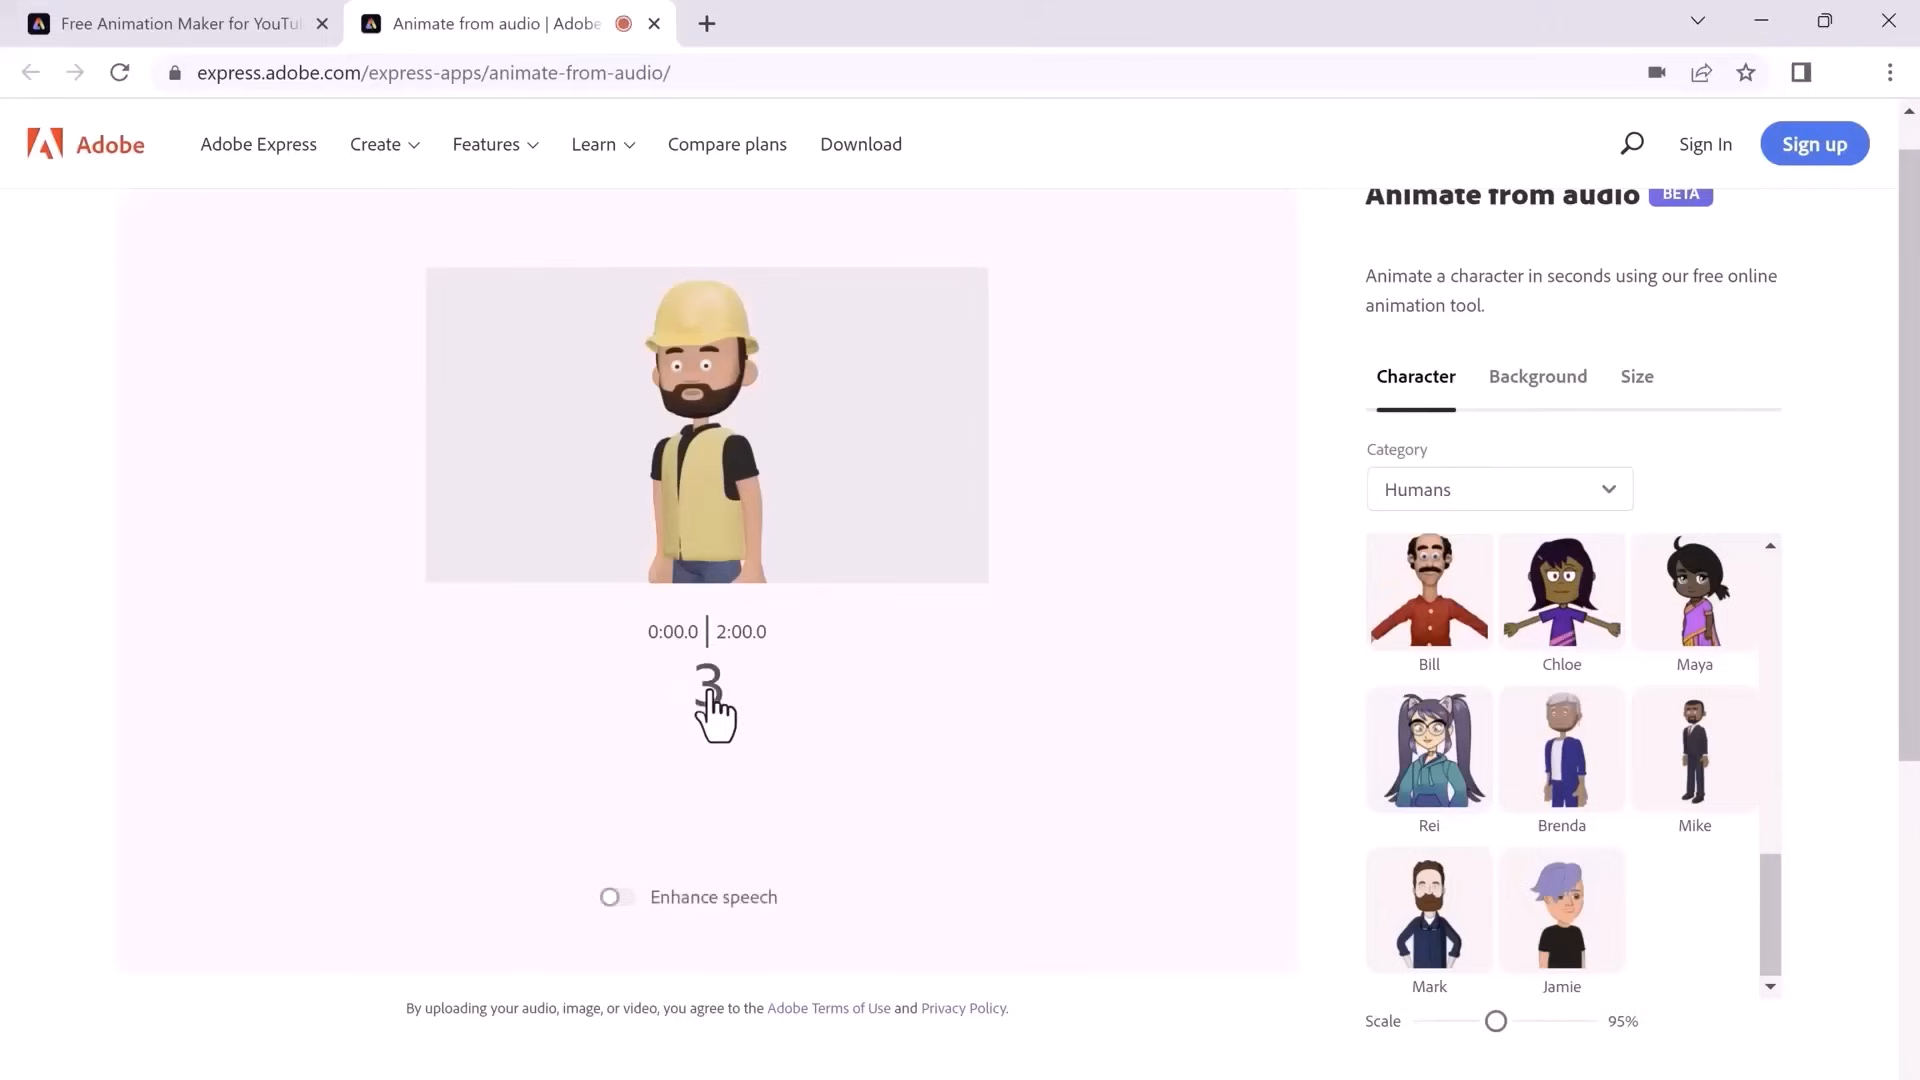 Free Animation Maker for YouTu
Animate from audio | Adobe
express.adobe.com/express-apps/animate-from-audio/
Adobe
Adobe Express
Create
Features
Learn
Compare plans
Download
Sign In
Sign up
Animate from audio BETA
Animate a character in seconds using our free online
animation tool.
Character
Background
Size
Category
Humans
Bill
Chloe
Maya
Rei
Brenda
Mike
Mark
Jamie
Scale
95%
0:00.0 | 2:00.0
3
Enhance speech
By uploading your audio, image, or video, you agree to the Adobe Terms of Use and Privacy Policy.